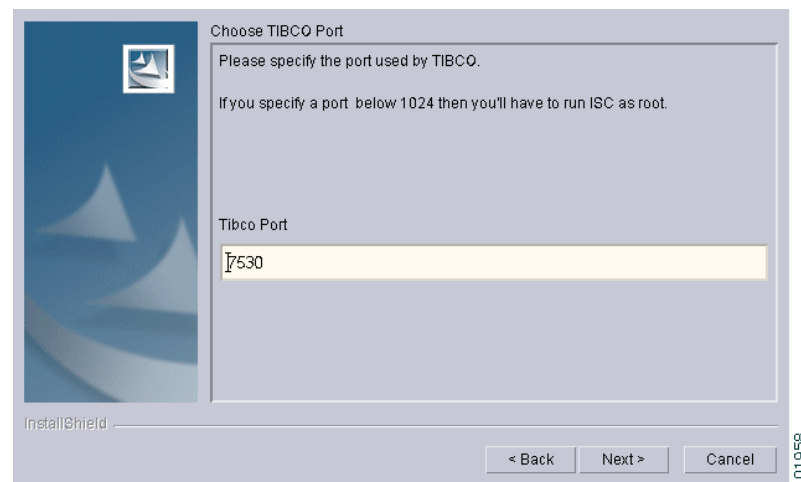 Choose TIBCO Port
Please specify the port used by TIBCO.
If you specify a port below 1024 then you'll have to run ISC as root.
Tibco Port
7530
InstallShield
< Back
Next >
Cancel